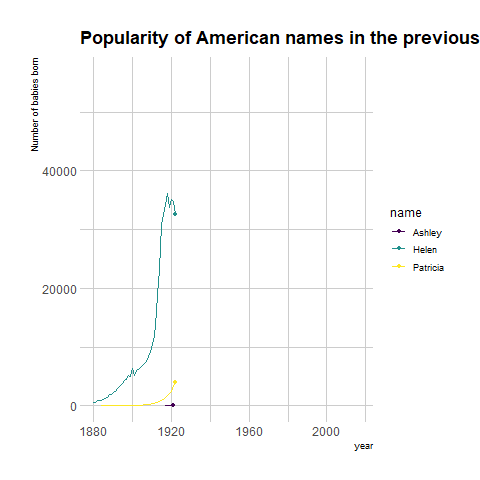 Popularity of American names in the previous
Number of babies born
40000
20000
0
1880
1920
1960
2000
year
name
Ashley
Helen
Patricia